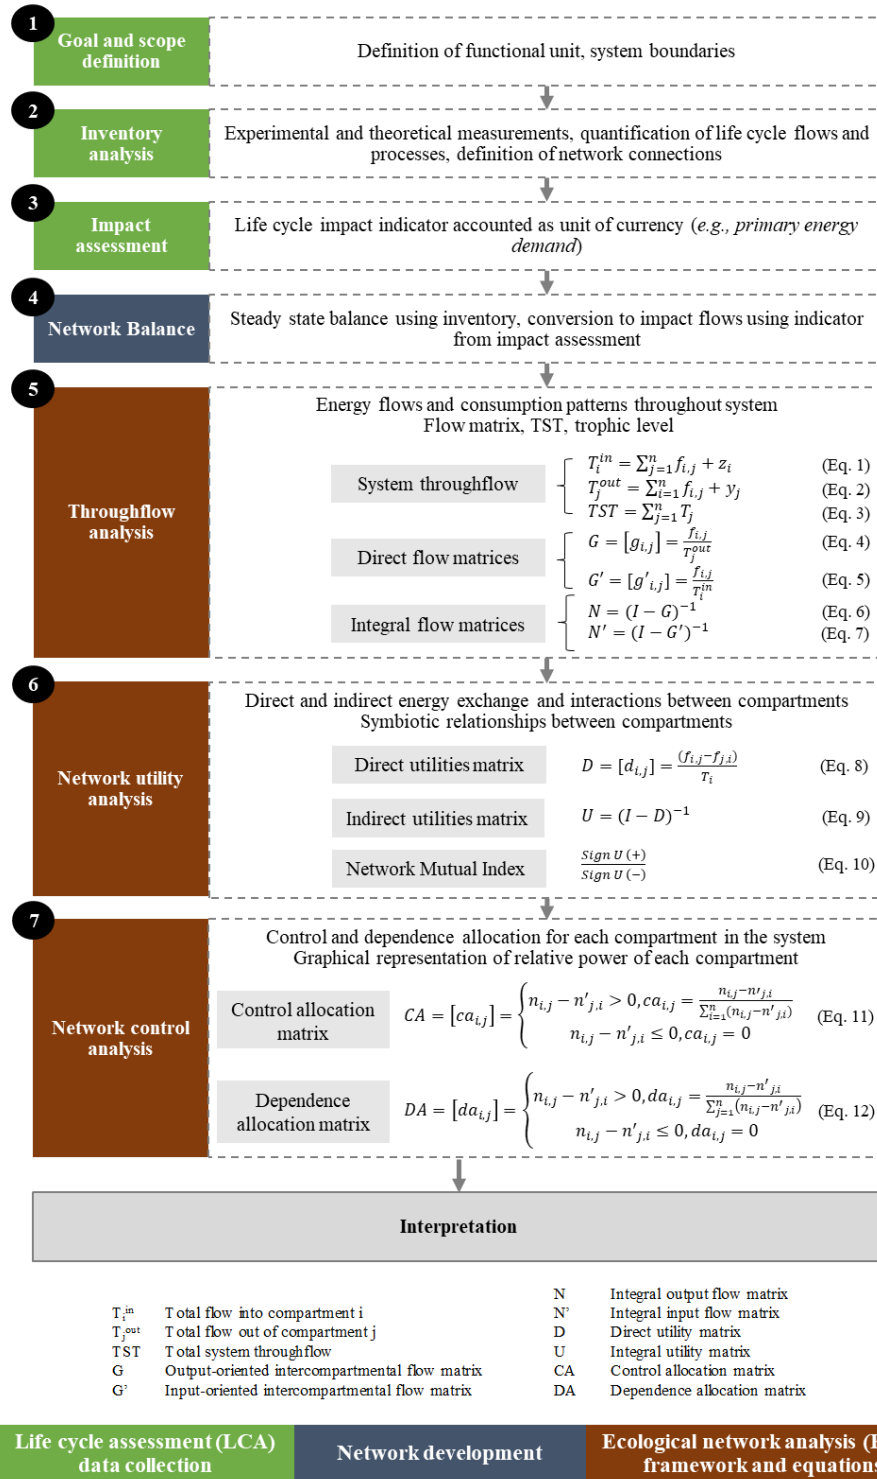 1
Goal and scope
definition
Definition of functional unit, system boundaries
2
Inventory
analysis
Experimental and theoretical measurements, quantification of life cycle flows and
processes, definition of network connections
3
Impact
assessment
Life cycle impact indicator accounted as unit of currency (e.g., primary energy
demand)
4
Network Balance
Steady state balance using inventory, conversion to impact flows using indicator
from impact assessment
5
Throughflow
analysis
Energy flows and consumption patterns throughout system
Flow matrix, TST, trophic level
System throughflow
T_i^{in} = ∑_{j=1}^{n} f_{i,j} + z_i (Eq. 1)
T_j^{out} = ∑_{i=1}^{n} f_{i,j} + y_j (Eq. 2)
TST = ∑_{j=1}^{n} T_j (Eq. 3)
Direct flow matrices
G = [g_{i,j}] = f_{i,j}/T_j^{out} (Eq. 4)
G' = [g'_{i,j}] = f_{i,j}/T_i^{in} (Eq. 5)
Integral flow matrices
N = (I − G)^{−1} (Eq. 6)
N' = (I − G')^{−1} (Eq. 7)
6
Network utility
analysis
Direct and indirect energy exchange and interactions between compartments
Symbiotic relationships between compartments
Direct utilities matrix
D = [d_{i,j}] = (f_{i,j}−f_{j,i})/T_i (Eq. 8)
Indirect utilities matrix
U = (I − D)^{−1} (Eq. 9)
Network Mutual Index
Sign U (+)/Sign U (−) (Eq. 10)
7
Network control
analysis
Control and dependence allocation for each compartment in the system
Graphical representation of relative power of each compartment
Control allocation
matrix
CA = [ca_{i,j}] = { n_{i,j} − n'_{j,i} > 0, ca_{i,j} = (n_{i,j}−n'_{j,i})/∑_{i=1}^{n}(n_{i,j}−n'_{j,i}) (Eq. 11)
n_{i,j} − n'_{j,i} ≤ 0, ca_{i,j} = 0
Dependence
allocation matrix
DA = [da_{i,j}] = { n_{i,j} − n'_{j,i} > 0, da_{i,j} = (n_{i,j}−n'_{j,i})/∑_{j=1}^{n}(n_{i,j}−n'_{j,i}) (Eq. 12)
n_{i,j} − n'_{j,i} ≤ 0, da_{i,j} = 0
Interpretation
T_i^{in} Total flow into compartment i
T_j^{out} Total flow out of compartment j
TST Total system throughflow
G Output-oriented intercompartmental flow matrix
G' Input-oriented intercompartmental flow matrix
N Integral output flow matrix
N' Integral input flow matrix
D Direct utility matrix
U Integral utility matrix
CA Control allocation matrix
DA Dependence allocation matrix
Life cycle assessment (LCA)
data collection
Network development
Ecological network analysis (
framework and equations